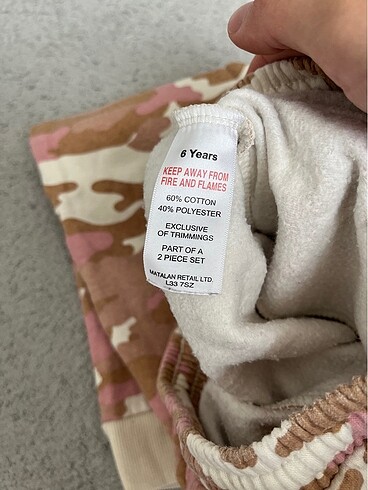 6 Years
KEEP AWAY FROM
FIRE AND FLAMES
60% COTTON
40% POLYESTER
EXCLUSIVE
OF TRIMMINGS
PART OF A
2 PIECE SET
MATALAN RETAIL LTD.
L33 7SZ